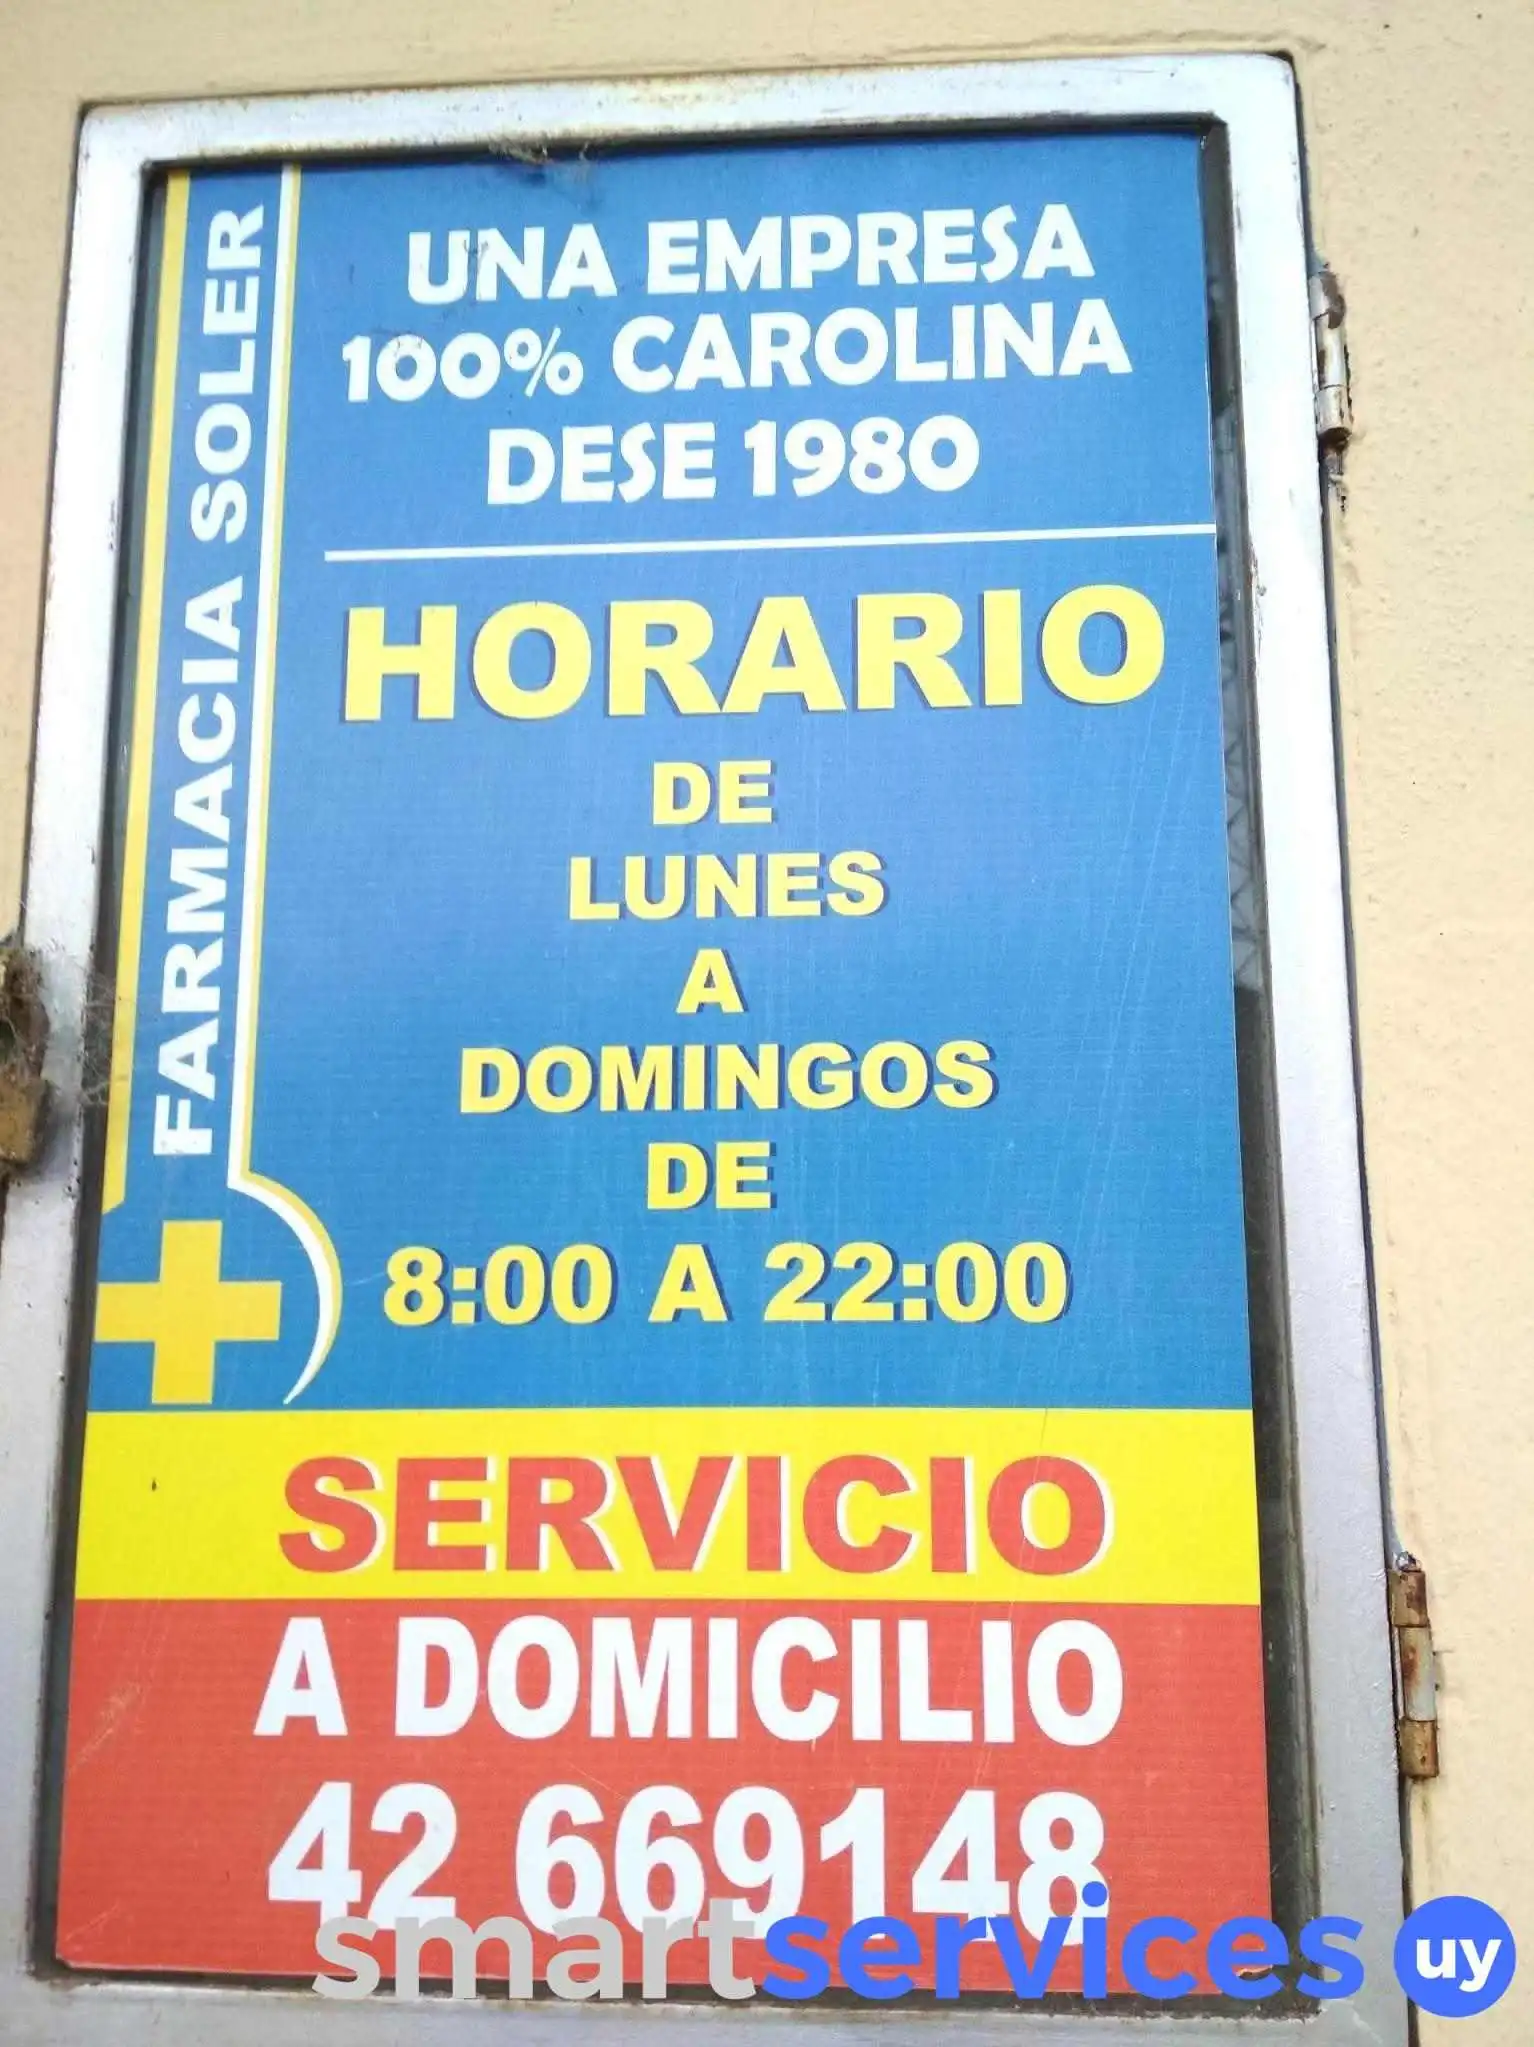 FARMACIA SOLER
UNA EMPRESA
100% CAROLINA
DESE 1980
HORARIO
DE
LUNES
A
DOMINGOS
DE
8:00 A 22:00
SERVICIO
A DOMICILIO
42 669148
smartservices uy